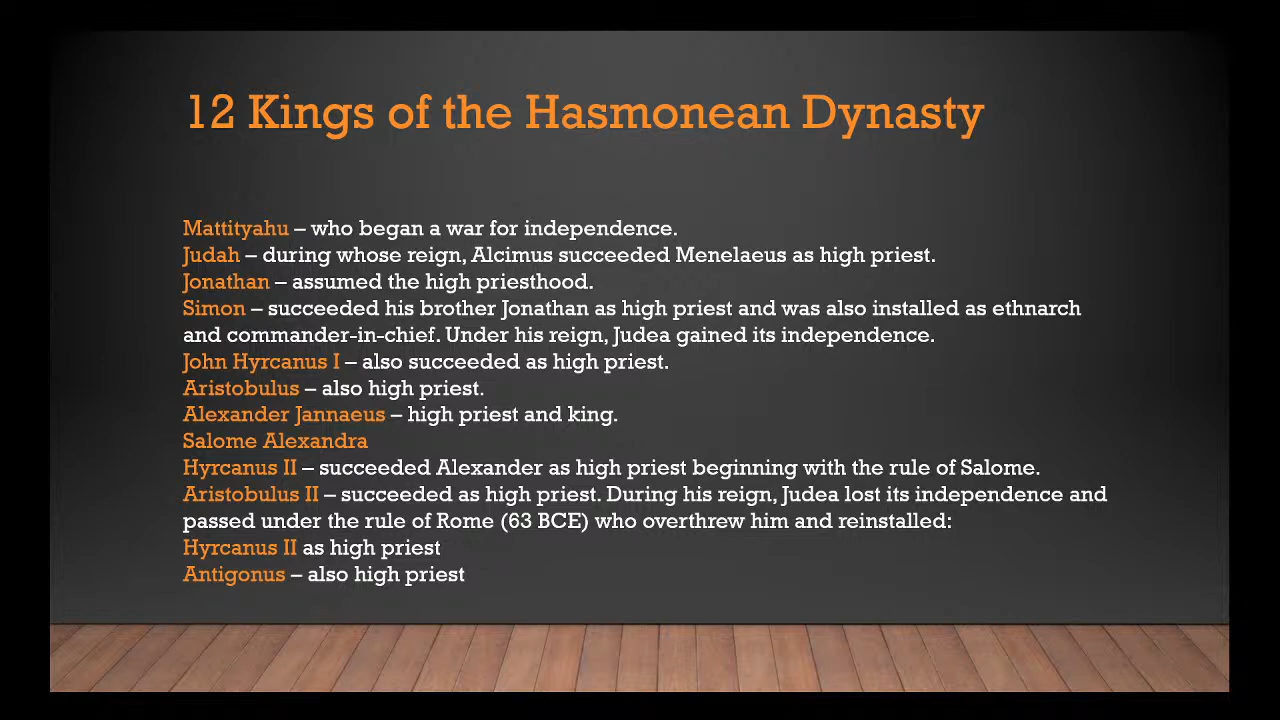 12 Kings of the Hasmonean Dynasty
Mattityahu – who began a war for independence.
Judah – during whose reign, Alcimus succeeded Menelaeus as high priest.
Jonathan – assumed the high priesthood.
Simon – succeeded his brother Jonathan as high priest and was also installed as ethnarch
and commander-in-chief. Under his reign, Judea gained its independence.
John Hyrcanus I – also succeeded as high priest.
Aristobulus – also high priest.
Alexander Jannaeus – high priest and king.
Salome Alexandra
Hyrcanus II – succeeded Alexander as high priest beginning with the rule of Salome.
Aristobulus II – succeeded as high priest. During his reign, Judea lost its independence and
passed under the rule of Rome (63 BCE) who overthrew him and reinstalled:
Hyrcanus II as high priest
Antigonus – also high priest